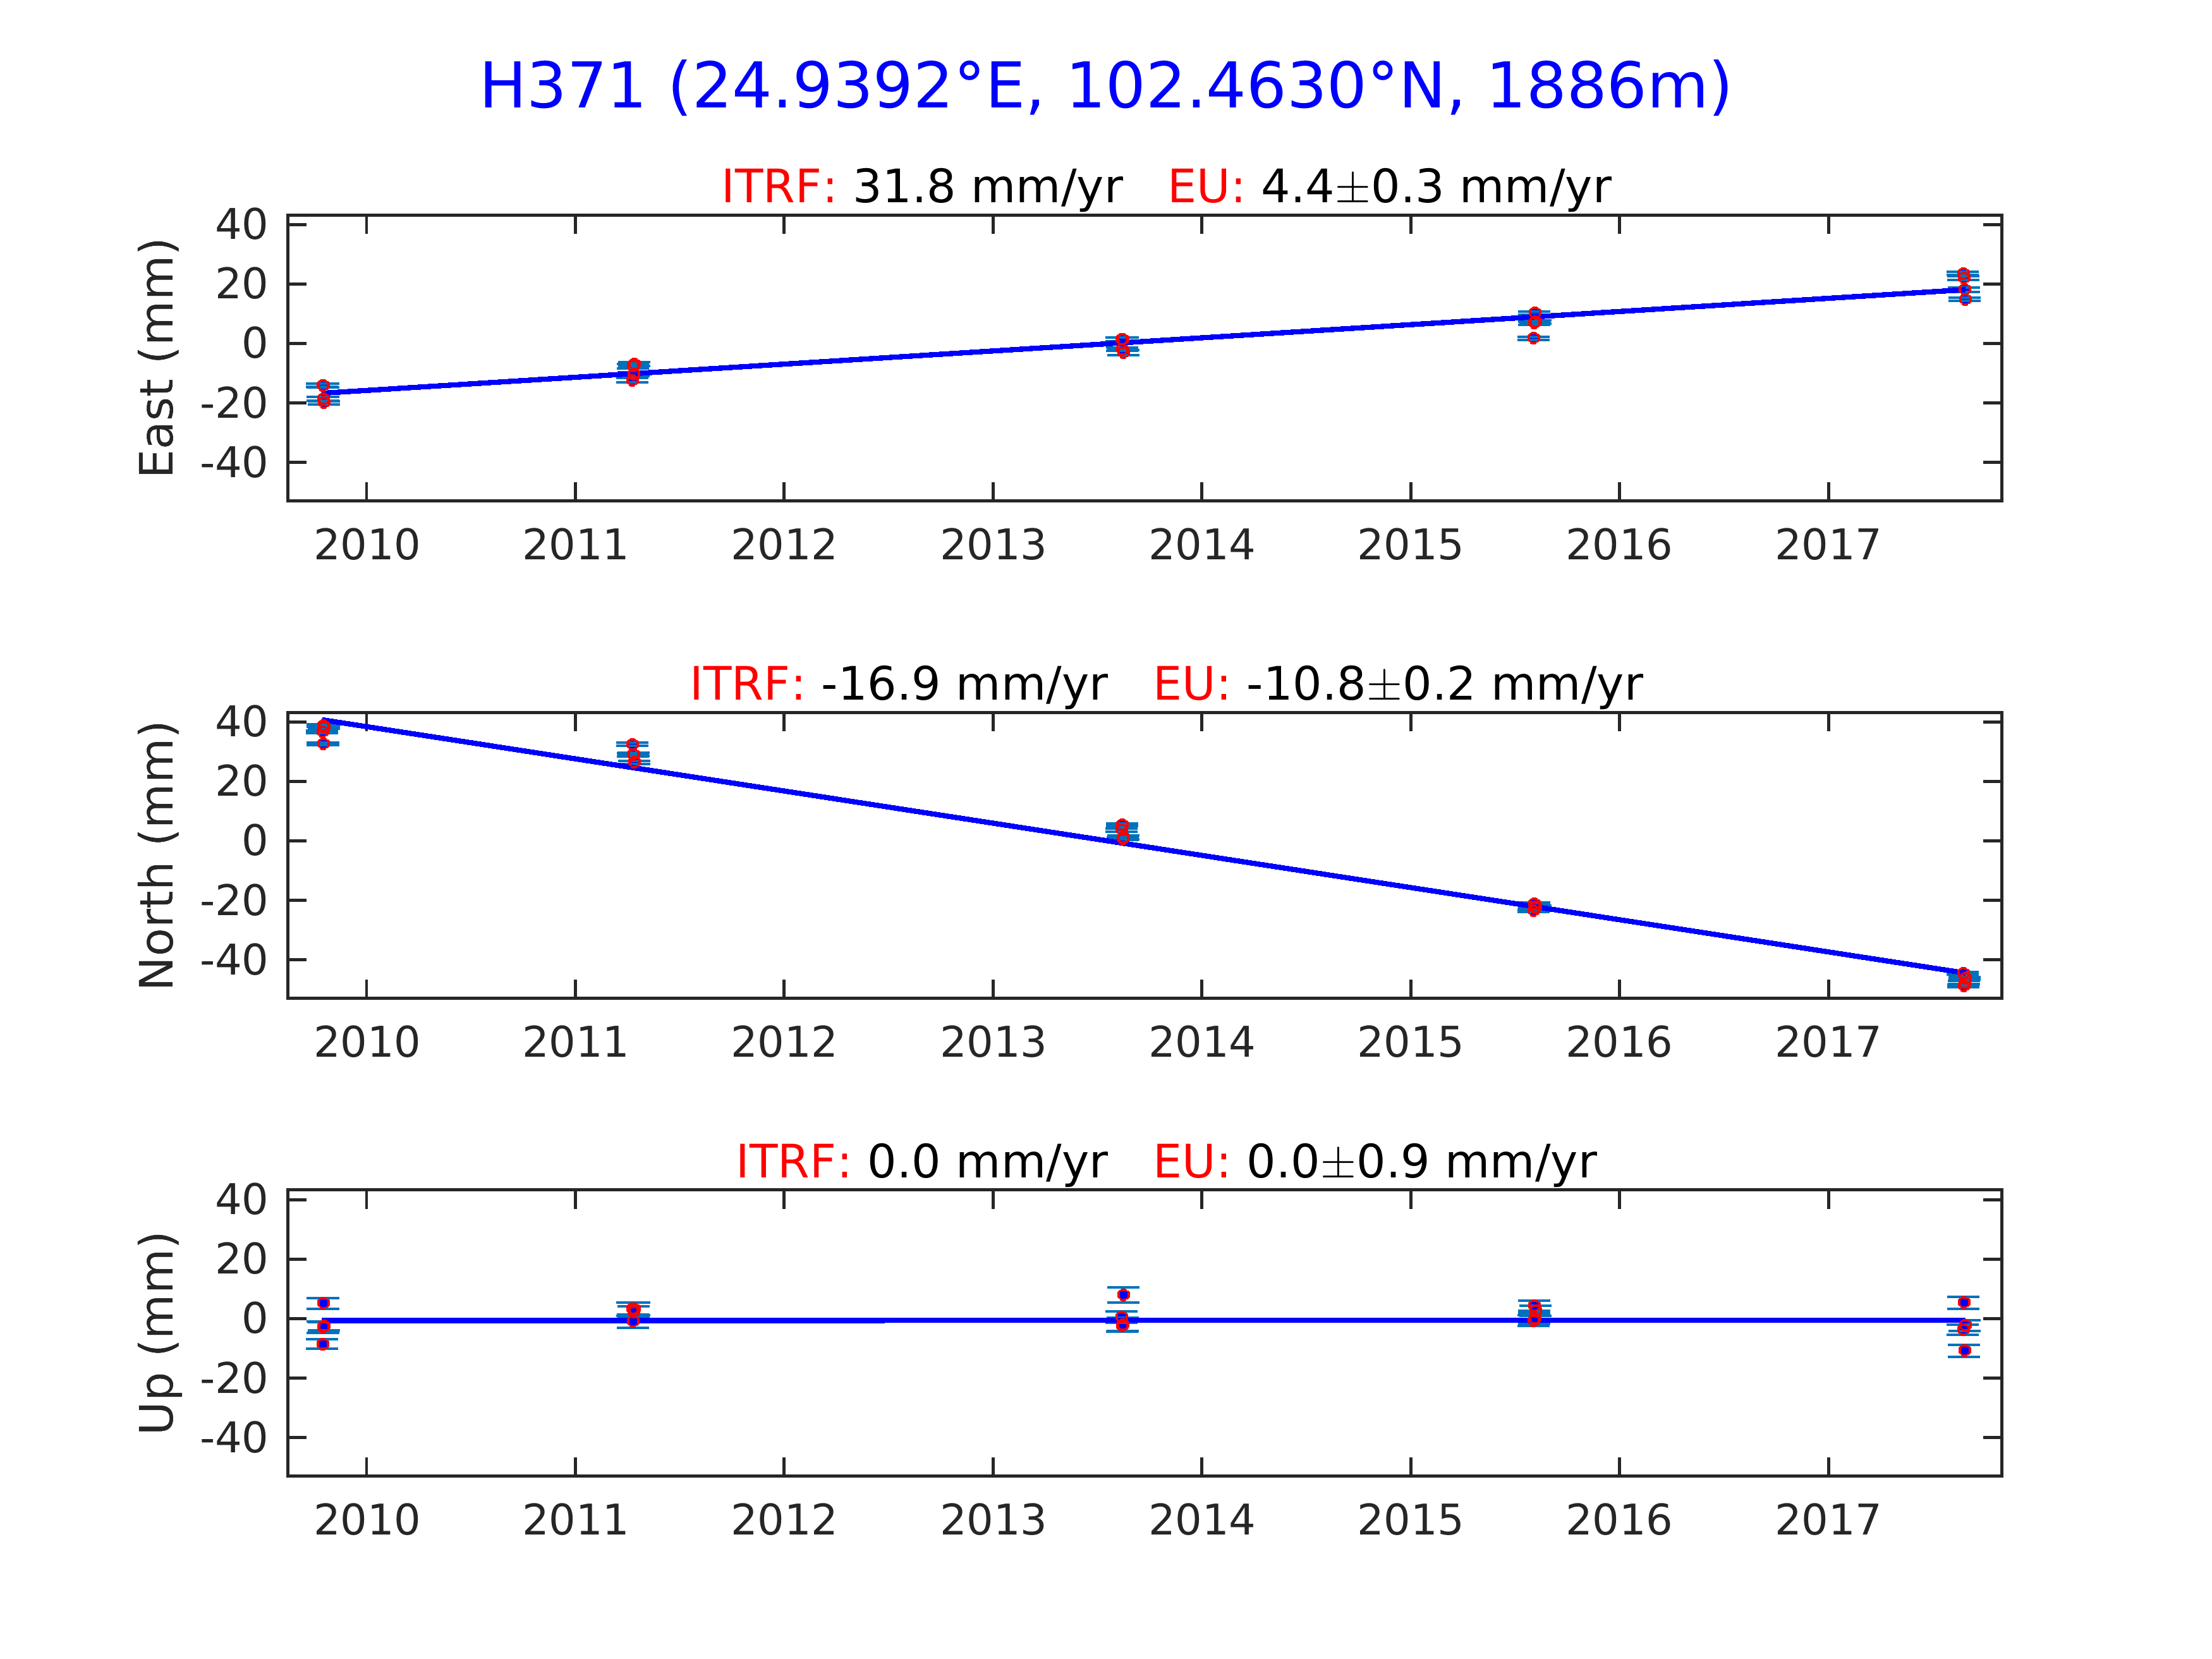 H371 (24.9392°E, 102.4630°N, 1886m)
ITRF: 31.8 mm/yr EU: 4.4±0.3 mm/yr
East (mm)
40
20
0
-20
-40
2010 2011 2012 2013 2014 2015 2016 2017
ITRF: -16.9 mm/yr EU: -10.8±0.2 mm/yr
North (mm)
40
20
0
-20
-40
2010 2011 2012 2013 2014 2015 2016 2017
ITRF: 0.0 mm/yr EU: 0.0±0.9 mm/yr
Up (mm)
40
20
0
-20
-40
2010 2011 2012 2013 2014 2015 2016 2017